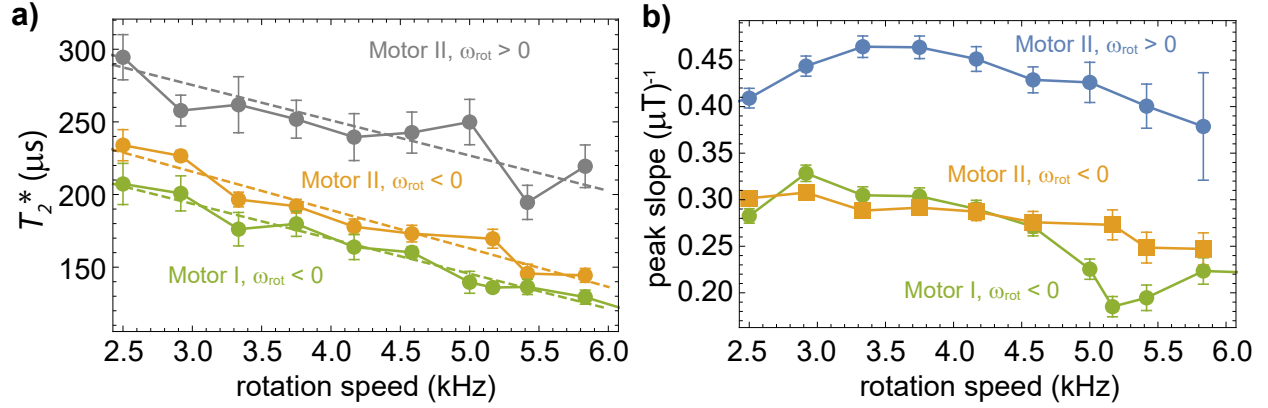 a)
T₂* (μs)
300
250
200
150
Motor II, ωrot > 0
Motor II, ωrot < 0
Motor I, ωrot < 0
2.5 3.0 3.5 4.0 4.5 5.0 5.5 6.0
rotation speed (kHz)
b)
peak slope (μT)⁻¹
0.45
0.40
0.35
0.30
0.25
0.20
Motor II, ωrot > 0
Motor II, ωrot < 0
Motor I, ωrot < 0
2.5 3.0 3.5 4.0 4.5 5.0 5.5 6.0
rotation speed (kHz)